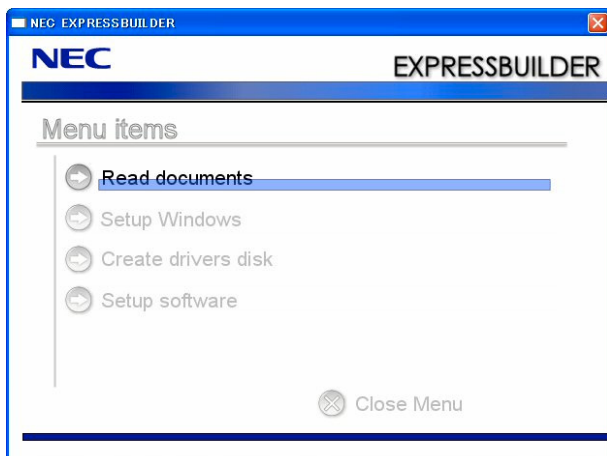 NEC EXPRESSBUILDER
NEC
EXPRESSBUILDER
Menu items
Read documents
Setup Windows
Create drivers disk
Setup software
Close Menu